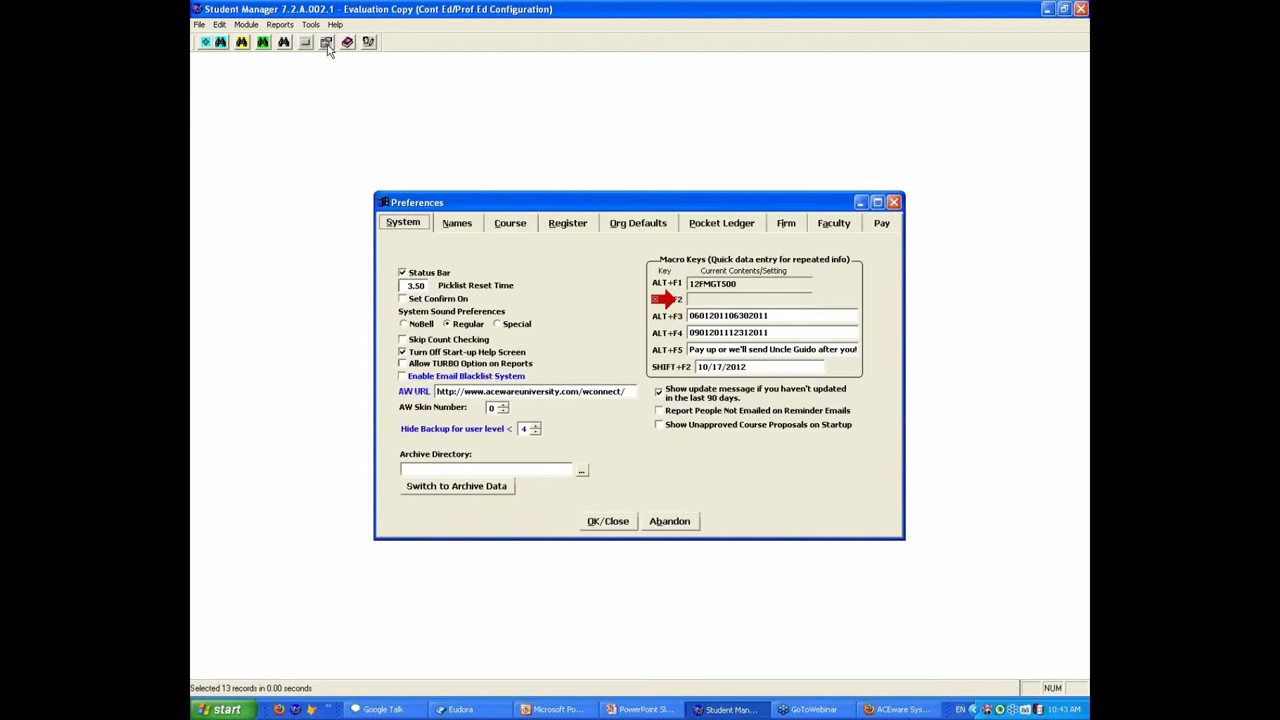 Student Manager 7.2.A.002.1 - Evaluation Copy (Cont Ed/Prof Ed Configuration)
File Edit Module Reports Tools Help
Preferences
System Names Course Register Org Defaults Pocket Ledger Firm Faculty Pay
Macro Keys (Quick data entry for repeated info)
Key Current Contents/Setting
Status Bar
ALT+F1 12FMGT500
3.50 Picklist Reset Time
F2
Set Confirm On
System Sound Preferences
ALT+F3 0601201106302011
NoBell Regular Special
ALT+F4 0901201112312011
Skip Count Checking
ALT+F5 Pay up or we'll send Uncle Guido after you!
Turn Off Start-up Help Screen
Allow TURBO Option on Reports
SHIFT+F2 10/17/2012
Enable Email Blacklist System
AW URL http://www.acewareuniversity.com/wconnect/
Show update message if you haven't updated
in the last 90 days.
AW Skin Number: 0
Report People Not Emailed on Reminder Emails
Hide Backup for user level < 4
Show Unapproved Course Proposals on Startup
Archive Directory:
...
Switch to Archive Data
OK/Close Abandon
Selected 13 records in 0.00 seconds
NUM
start Google Talk Eudora Microsoft Po... PowerPoint Sl... Student Man... GoToWebinar ACEware Sys... EN 10:43 AM